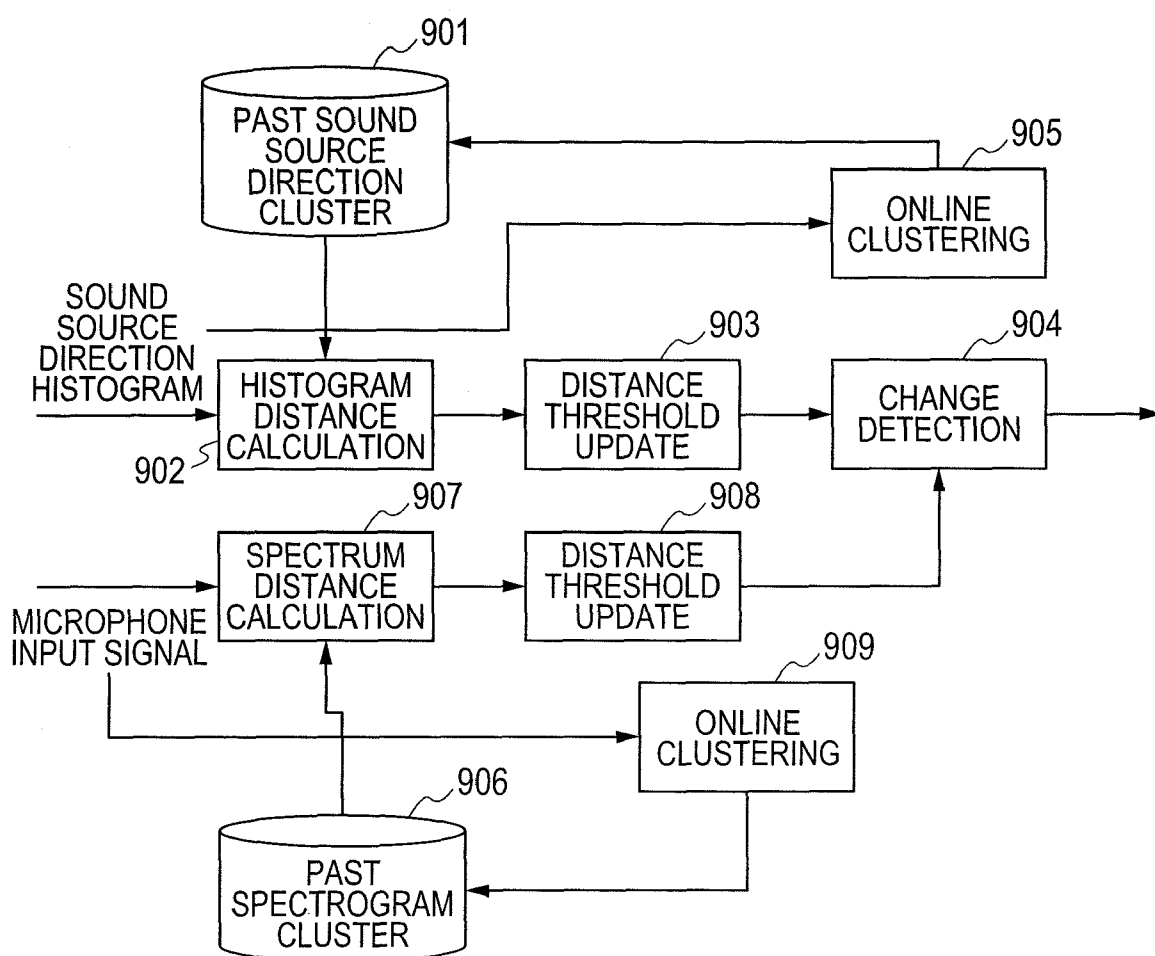 901
PAST SOUND
SOURCE
DIRECTION
CLUSTER
905
ONLINE
CLUSTERING
SOUND
SOURCE
DIRECTION
HISTOGRAM
HISTOGRAM
DISTANCE
CALCULATION
902
903
DISTANCE
THRESHOLD
UPDATE
904
CHANGE
DETECTION
907
SPECTRUM
DISTANCE
CALCULATION
908
DISTANCE
THRESHOLD
UPDATE
MICROPHONE
INPUT SIGNAL
909
ONLINE
CLUSTERING
906
PAST
SPECTROGRAM
CLUSTER